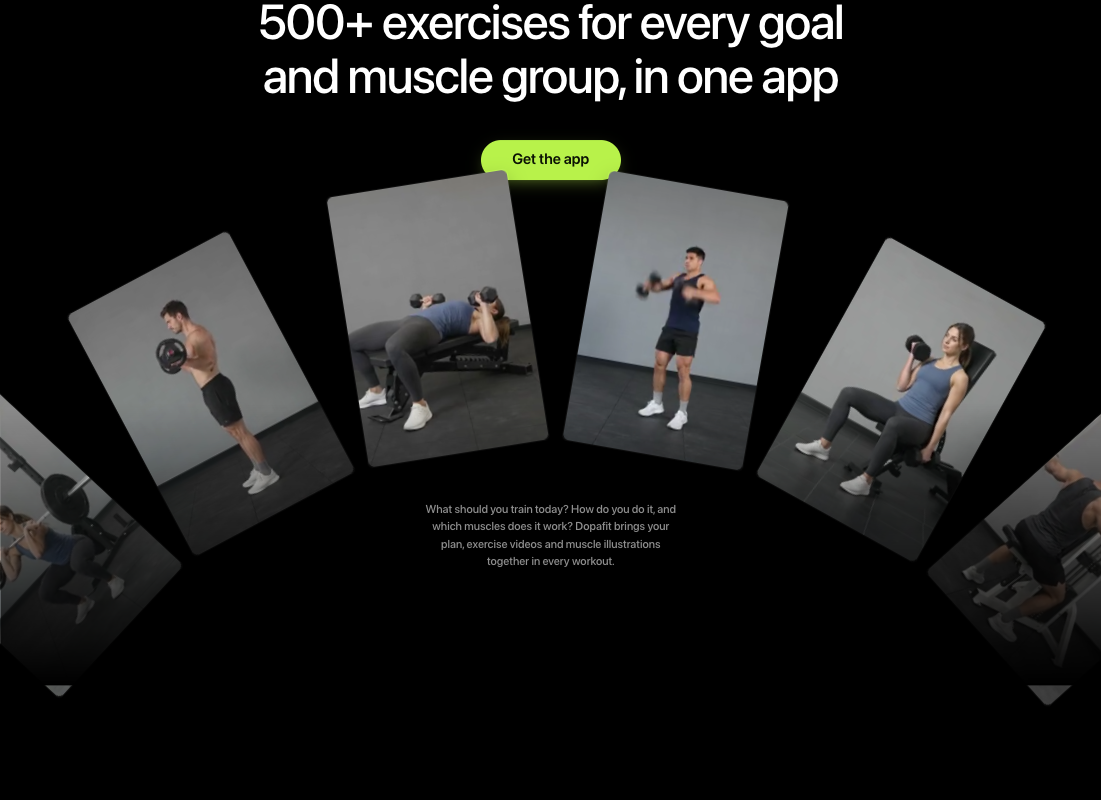 500+ exercises for every goal
and muscle group, in one app
Get the app
What should you train today? How do you do it, and
which muscles does it work? Dopafit brings your
plan, exercise videos and muscle illustrations
together in every workout.